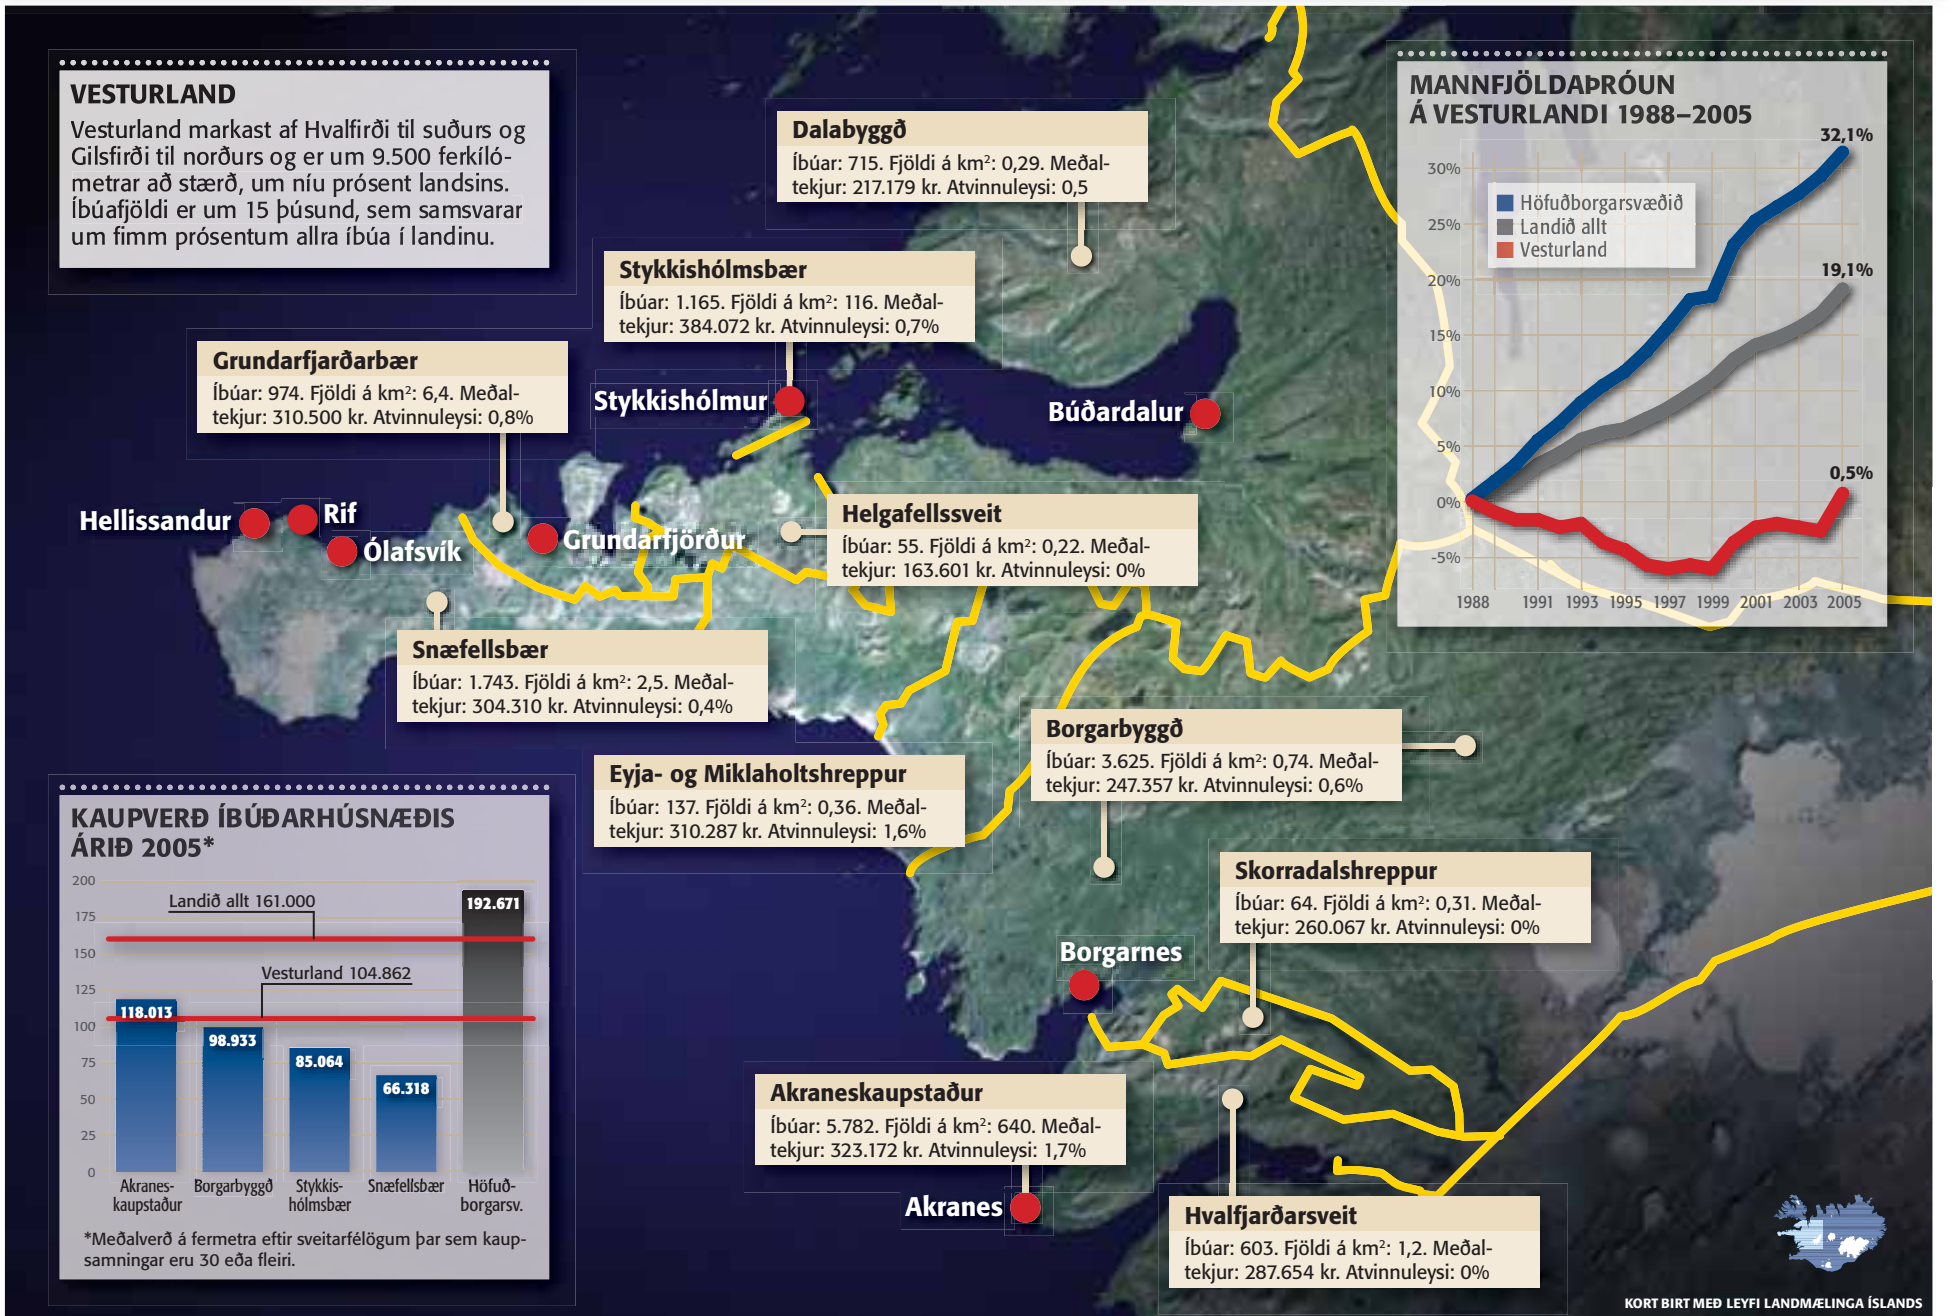 VESTURLAND
Vesturland markast af Hvalfirði til suðurs og
Gilsfirði til norðurs og er um 9.500 ferkíló-
metrar að stærð, um níu prósent landsins.
Íbúafjöldi er um 15 þúsund, sem samsvarar
um fimm prósentum allra íbúa í landinu.
Dalabyggð
Íbúar: 715. Fjöldi á km²: 0,29. Meðal-
tekjur: 217.179 kr. Atvinnuleysi: 0,5
Stykkishólmsbær
Íbúar: 1.165. Fjöldi á km²: 116. Meðal-
tekjur: 384.072 kr. Atvinnuleysi: 0,7%
Grundarfjarðarbær
Íbúar: 974. Fjöldi á km²: 6,4. Meðal-
tekjur: 310.500 kr. Atvinnuleysi: 0,8%
Stykkishólmur
Búðardalur
Hellissandur
Rif
Ólafsvík
Grundarfjörður
Helgafellssveit
Íbúar: 55. Fjöldi á km²: 0,22. Meðal-
tekjur: 163.601 kr. Atvinnuleysi: 0%
Snæfellsbær
Íbúar: 1.743. Fjöldi á km²: 2,5. Meðal-
tekjur: 304.310 kr. Atvinnuleysi: 0,4%
Eyja- og Miklaholtshreppur
Íbúar: 137. Fjöldi á km²: 0,36. Meðal-
tekjur: 310.287 kr. Atvinnuleysi: 1,6%
Borgarbyggð
Íbúar: 3.625. Fjöldi á km²: 0,74. Meðal-
tekjur: 247.357 kr. Atvinnuleysi: 0,6%
Skorradalshreppur
Íbúar: 64. Fjöldi á km²: 0,31. Meðal-
tekjur: 260.067 kr. Atvinnuleysi: 0%
Borgarnes
Akraneskaupstaður
Íbúar: 5.782. Fjöldi á km²: 640. Meðal-
tekjur: 323.172 kr. Atvinnuleysi: 1,7%
Akranes
Hvalfjarðarsveit
Íbúar: 603. Fjöldi á km²: 1,2. Meðal-
tekjur: 287.654 kr. Atvinnuleysi: 0%
MANNFJÖLDAÞRÓUN
Á VESTURLANDI 1988–2005
32,1%
30%
Höfuðborgarsvæðið
25%
Landið allt
Vesturland
20%
19,1%
15%
10%
5%
0,5%
0%
-5%
1988 1991 1993 1995 1997 1999 2001 2003 2005
KAUPVERÐ ÍBÚÐARHÚSNÆÐIS
ÁRIÐ 2005*
200
Landið allt 161.000
192.671
175
150
Vesturland 104.862
125
118.013
100
98.933
85.064
75
66.318
50
25
0
Akranes-
kaupstaður
Borgarbyggð
Stykkis-
hólmsbær
Snæfellsbær
Höfuð-
borgarsv.
*Meðalverð á fermetra eftir sveitarfélögum þar sem kaup-
samningar eru 30 eða fleiri.
KORT BIRT MEÐ LEYFI LANDMÆLINGA ÍSLANDS